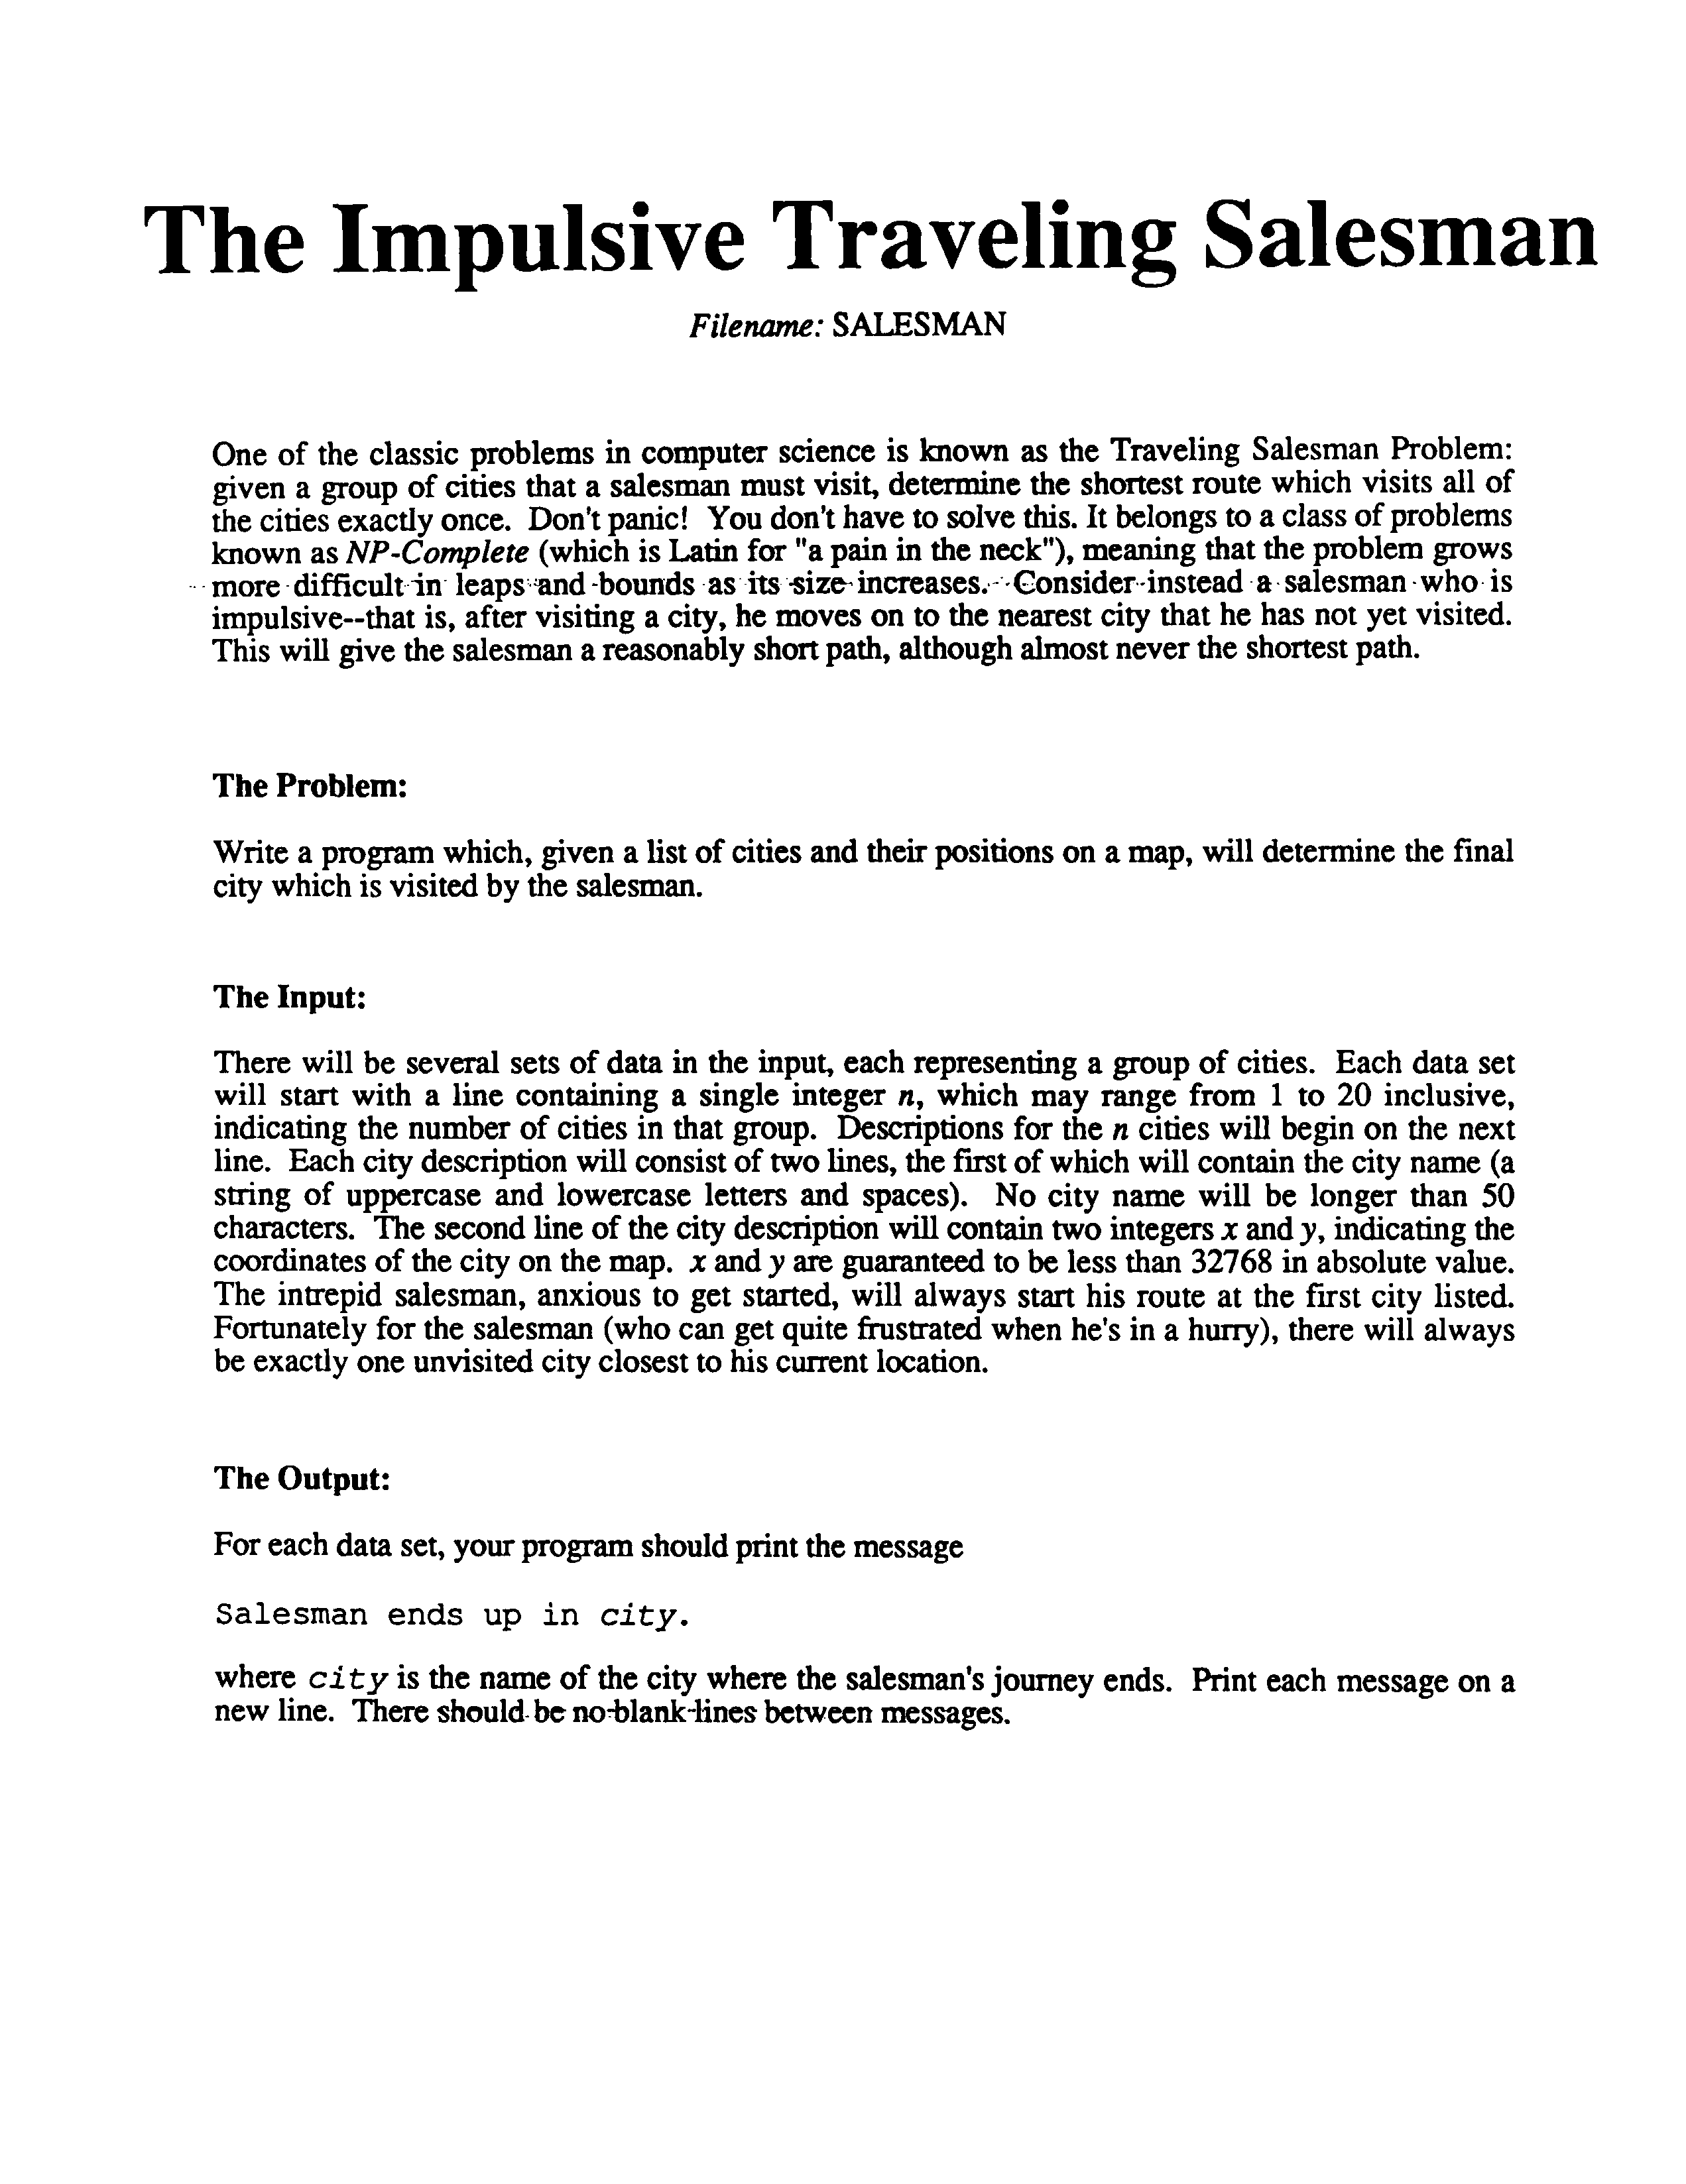 The Impulsive Traveling Salesman
Filename: SALESMAN
One of the classic problems in computer science is known as the Traveling Salesman Problem:
given a group of cities that a salesman must visit, determine the shortest route which visits all of
the cities exactly once. Don't panic! You don't have to solve this. It belongs to a class of problems
known as NP-Complete (which is Latin for "a pain in the neck"), meaning that the problem grows
more difficult in leaps and bounds as its size increases. Consider instead a salesman who is
impulsive--that is, after visiting a city, he moves on to the nearest city that he has not yet visited.
This will give the salesman a reasonably short path, although almost never the shortest path.
The Problem:
Write a program which, given a list of cities and their positions on a map, will determine the final
city which is visited by the salesman.
The Input:
There will be several sets of data in the input, each representing a group of cities. Each data set
will start with a line containing a single integer n, which may range from 1 to 20 inclusive,
indicating the number of cities in that group. Descriptions for the n cities will begin on the next
line. Each city description will consist of two lines, the first of which will contain the city name (a
string of uppercase and lowercase letters and spaces). No city name will be longer than 50
characters. The second line of the city description will contain two integers x and y, indicating the
coordinates of the city on the map. x and y are guaranteed to be less than 32768 in absolute value.
The intrepid salesman, anxious to get started, will always start his route at the first city listed.
Fortunately for the salesman (who can get quite frustrated when he's in a hurry), there will always
be exactly one unvisited city closest to his current location.
The Output:
For each data set, your program should print the message
Salesman ends up in city.
where city is the name of the city where the salesman's journey ends. Print each message on a
new line. There should be no blank lines between messages.